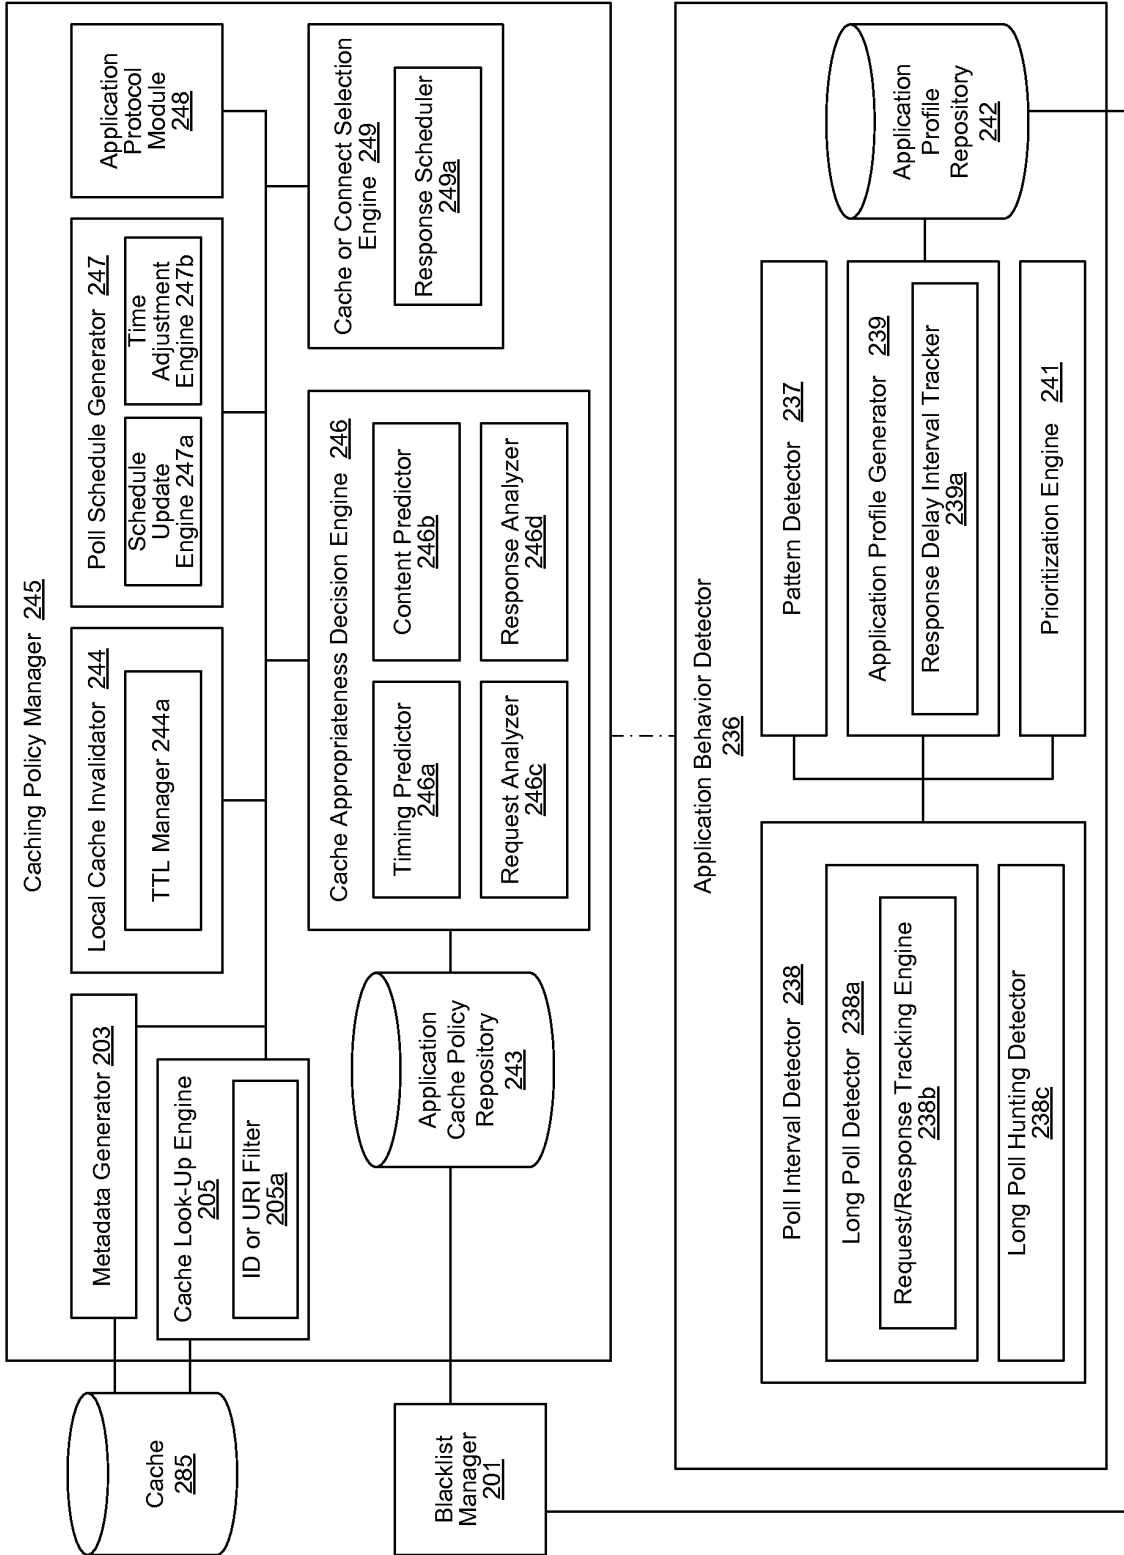 Caching Policy Manager 245
Metadata Generator 203
Local Cache Invalidator 244
TTL Manager 244a
Poll Schedule Generator 247
Schedule
Update
Engine 247a
Time
Adjustment
Engine 247b
Application
Protocol
Module
248
Cache
285
Cache Look-Up Engine
205
ID or URI Filter
205a
Cache Appropriateness Decision Engine 246
Timing Predictor
246a
Content Predictor
246b
Request Analyzer
246c
Response Analyzer
246d
Cache or Connect Selection
Engine 249
Response Scheduler
249a
Blacklist
Manager
201
Application
Cache Policy
Repository
243
Application Behavior Detector
236
Poll Interval Detector 238
Long Poll Detector 238a
Request/Response Tracking Engine
238b
Long Poll Hunting Detector
238c
Pattern Detector 237
Application Profile Generator 239
Response Delay Interval Tracker
239a
Prioritization Engine 241
Application
Profile
Repository
242